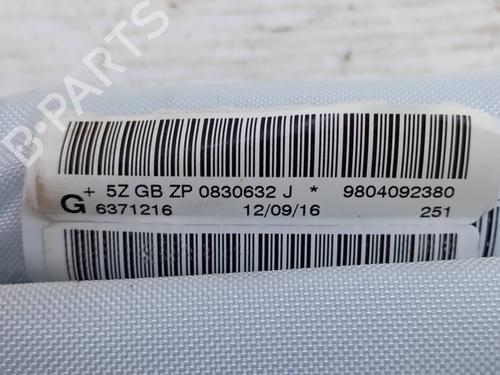 B-PARTS
+ 5Z GB ZP 0830632 J * 9804092380
G 6371216 12/09/16 251